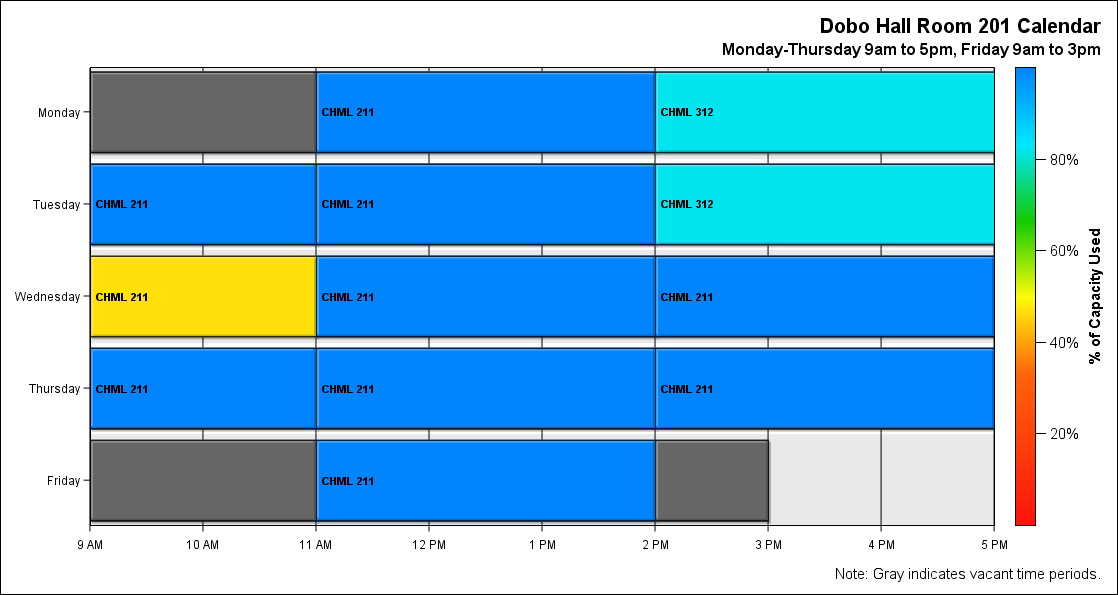 Dobo Hall Room 201 Calendar
Monday-Thursday 9am to 5pm, Friday 9am to 3pm
Monday
CHML 211
CHML 312
Tuesday
CHML 211
CHML 211
CHML 312
Wednesday
CHML 211
CHML 211
CHML 211
Thursday
CHML 211
CHML 211
CHML 211
Friday
CHML 211
9 AM
10 AM
11 AM
12 PM
1 PM
2 PM
3 PM
4 PM
5 PM
80%
60%
40%
20%
% of Capacity Used
Note: Gray indicates vacant time periods.